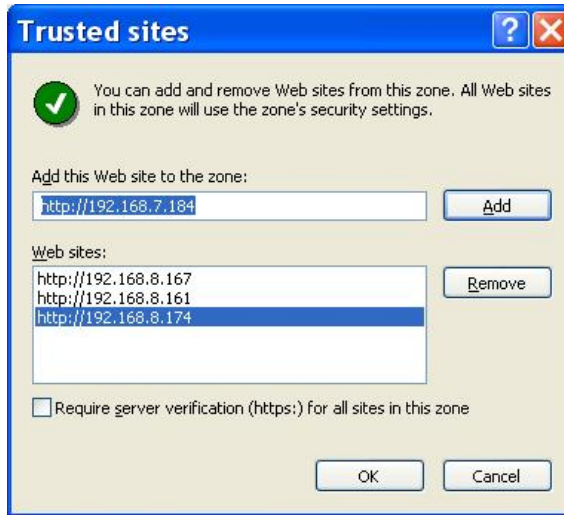 Trusted sites
You can add and remove Web sites from this zone. All Web sites
in this zone will use the zone's security settings.
Add this Web site to the zone:
http://192.168.7.184
Add
Web sites:
http://192.168.8.167
http://192.168.8.161
http://192.168.8.174
Remove
Require server verification (https:) for all sites in this zone
OK
Cancel